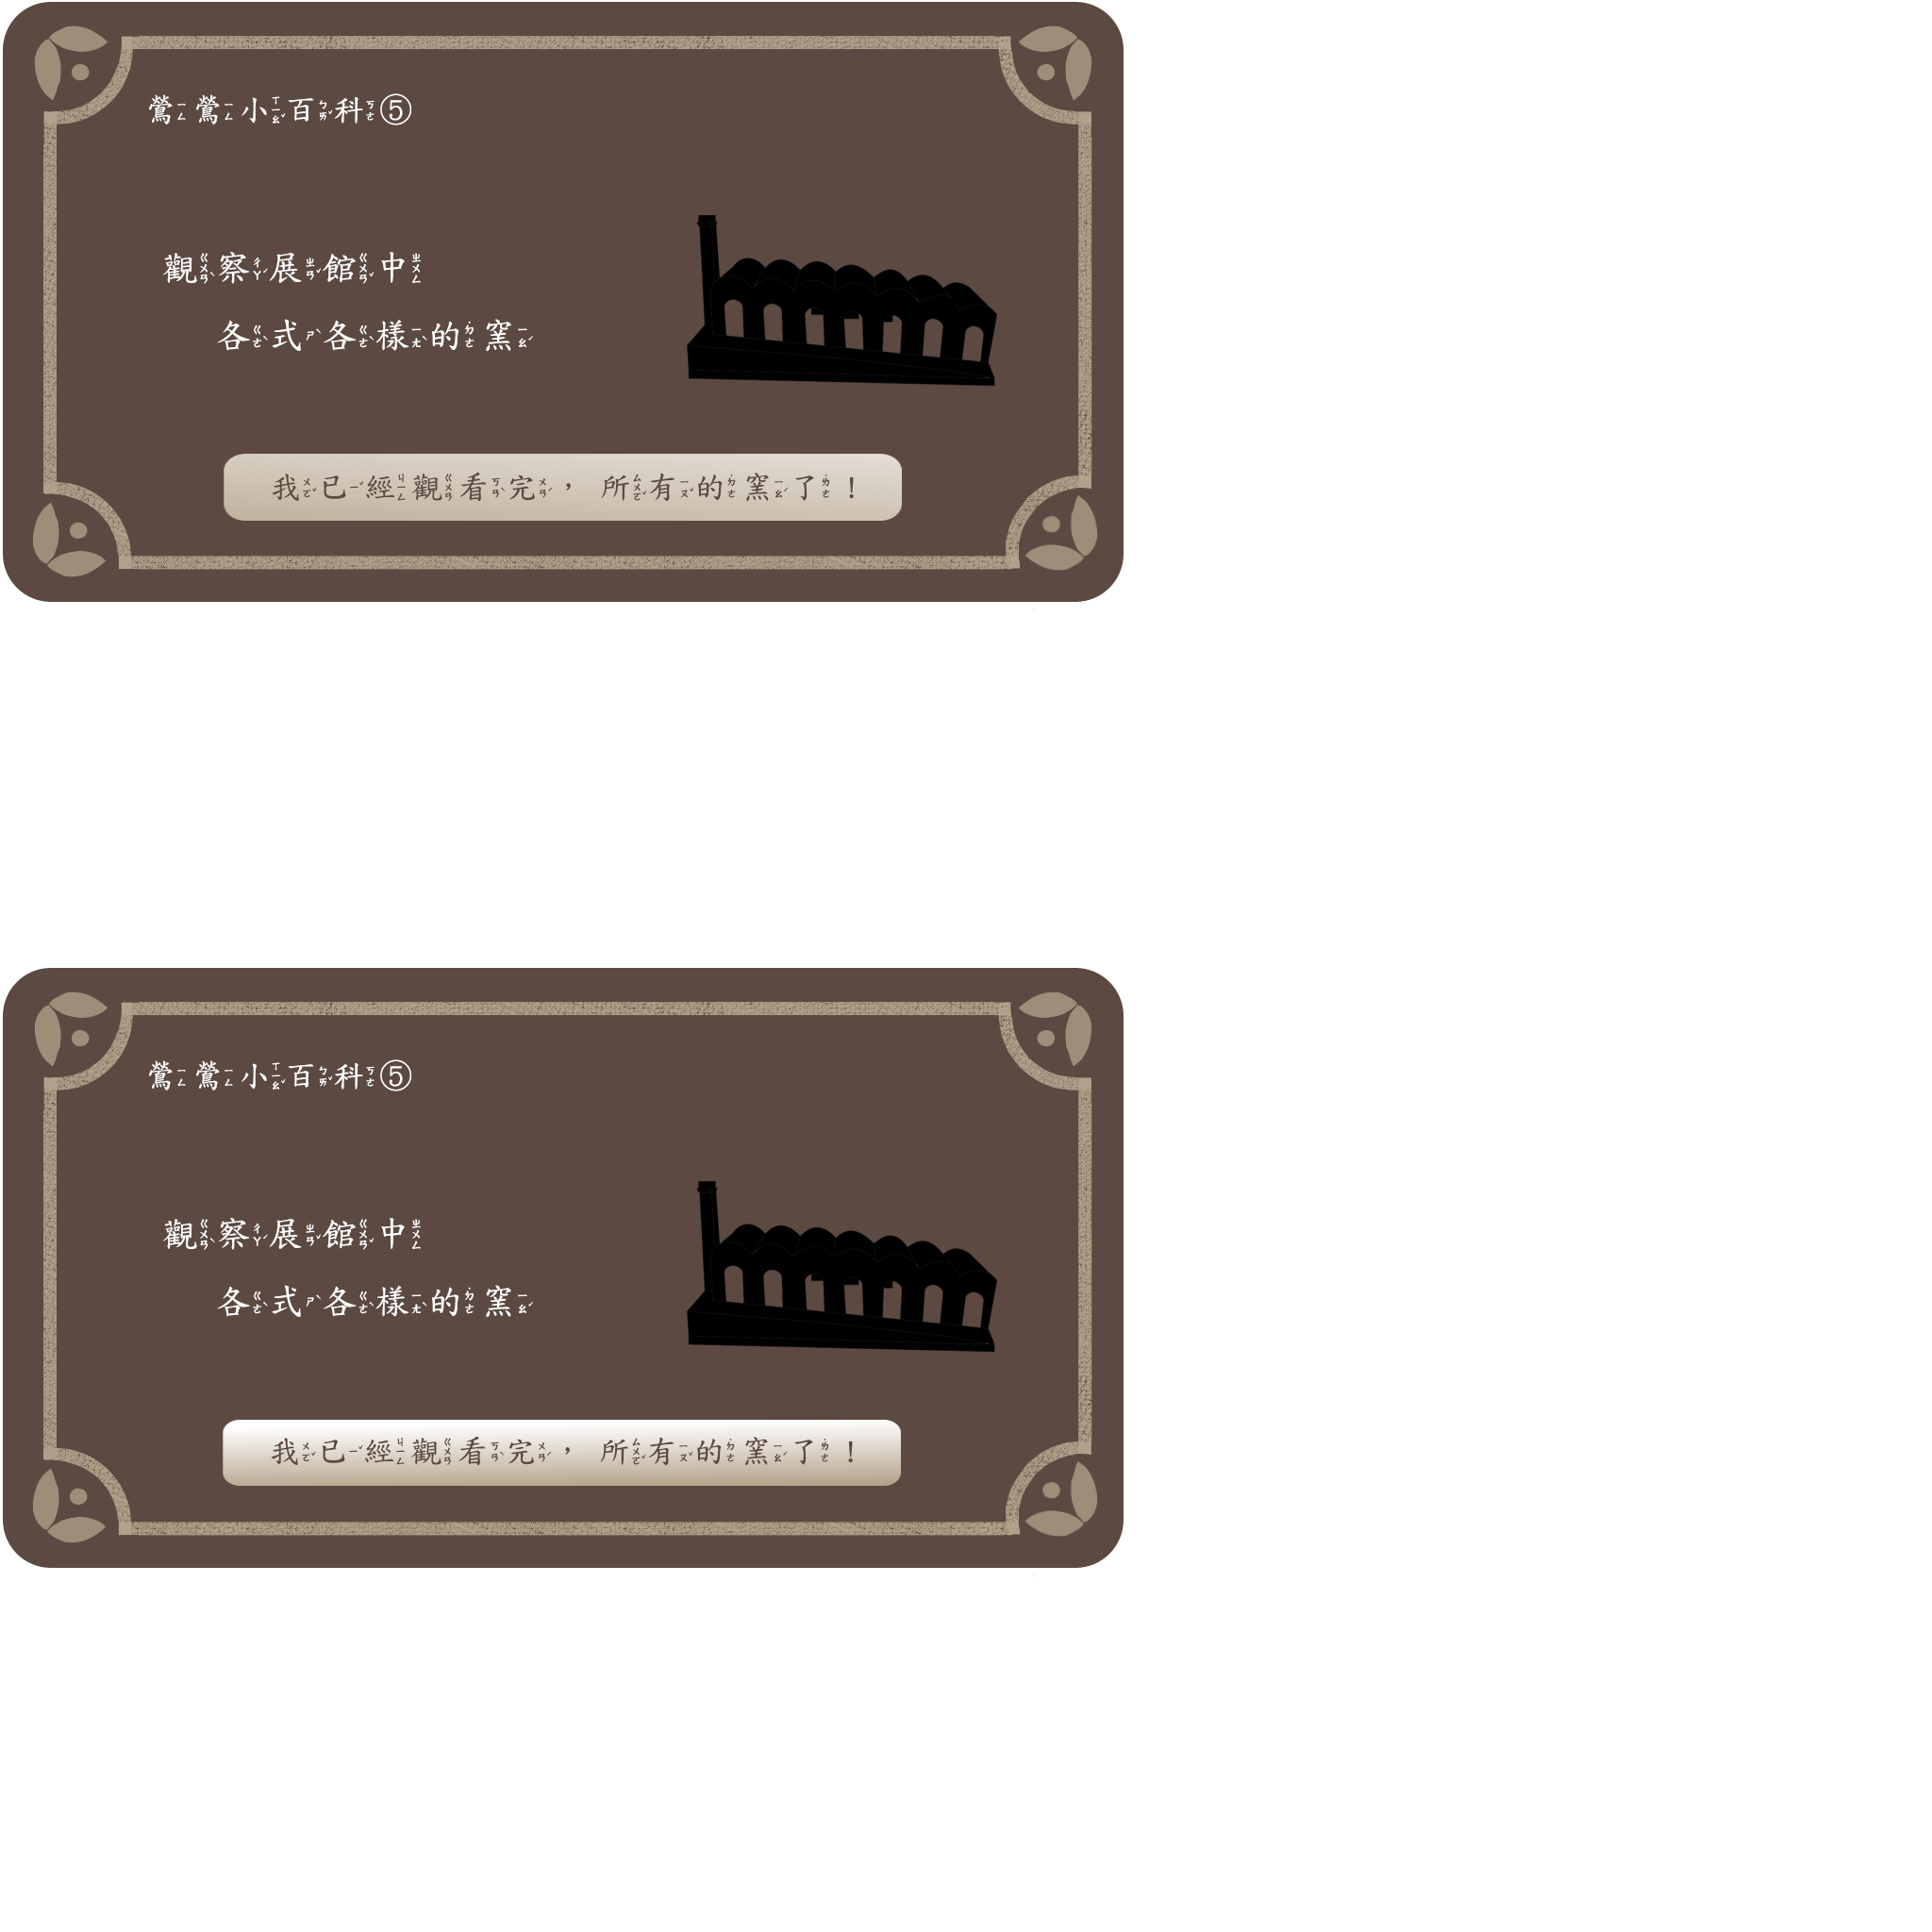 鶯鶯小百科⑤
觀察展館中
各式各樣的窯
我已經觀看完，所有的窯了！
鶯鶯小百科⑤
觀察展館中
各式各樣的窯
我已經觀看完，所有的窯了！